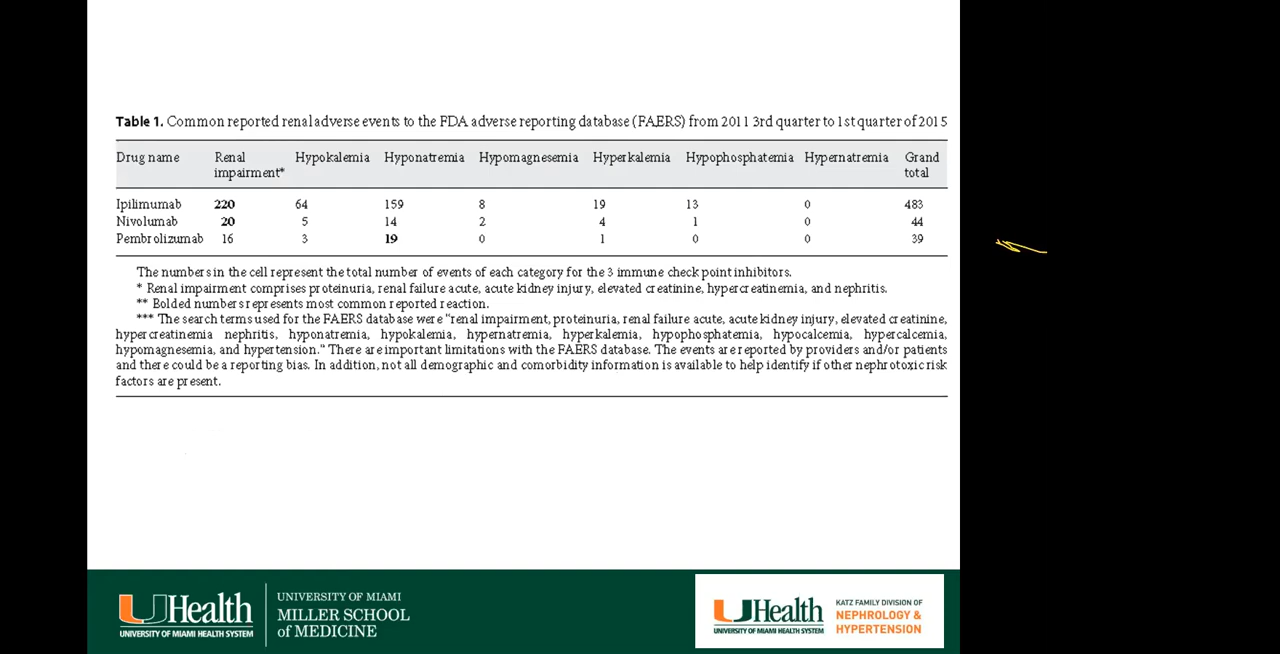 Table 1. Common reported renal adverse events to the FDA adverse reporting database (FAERS) from 2011 3rd quarter to 1st quarter of 2015
Drug name Renal impairment* Hypokalemia Hyponatremia Hypomagnesemia Hyperkalemia Hypophosphatemia Hypernatremia Grand total
Ipilimumab 220 64 159 8 19 13 0 483
Nivolumab 20 5 14 2 4 1 0 44
Pembrolizumab 16 3 19 0 1 0 0 39
The numbers in the cell represent the total number of events of each category for the 3 immune check point inhibitors.
* Renal impairment comprises proteinuria, renal failure acute, acute kidney injury, elevated creatinine, hypercreatinemia, and nephritis.
** Bolded numbers represents most common reported reaction.
*** The search terms used for the FAERS database were "renal impairment, proteinuria, renal failure acute, acute kidney injury, elevated creatinine,
hypercreatinemia nephritis, hyponatremia, hypokalemia, hypernatremia, hyperkalemia, hypophosphatemia, hypocalcemia, hypercalcemia,
hypomagnesemia, and hypertension." There are important limitations with the FAERS database. The events are reported by providers and/or patients
and there could be a reporting bias. In addition, not all demographic and comorbidity information is available to help identify if other nephrotoxic risk
factors are present.
UHealth
UNIVERSITY OF MIAMI HEALTH SYSTEM
UNIVERSITY OF MIAMI
MILLER SCHOOL
of MEDICINE
UHealth
UNIVERSITY OF MIAMI HEALTH SYSTEM
KATZ FAMILY DIVISION OF
NEPHROLOGY &
HYPERTENSION